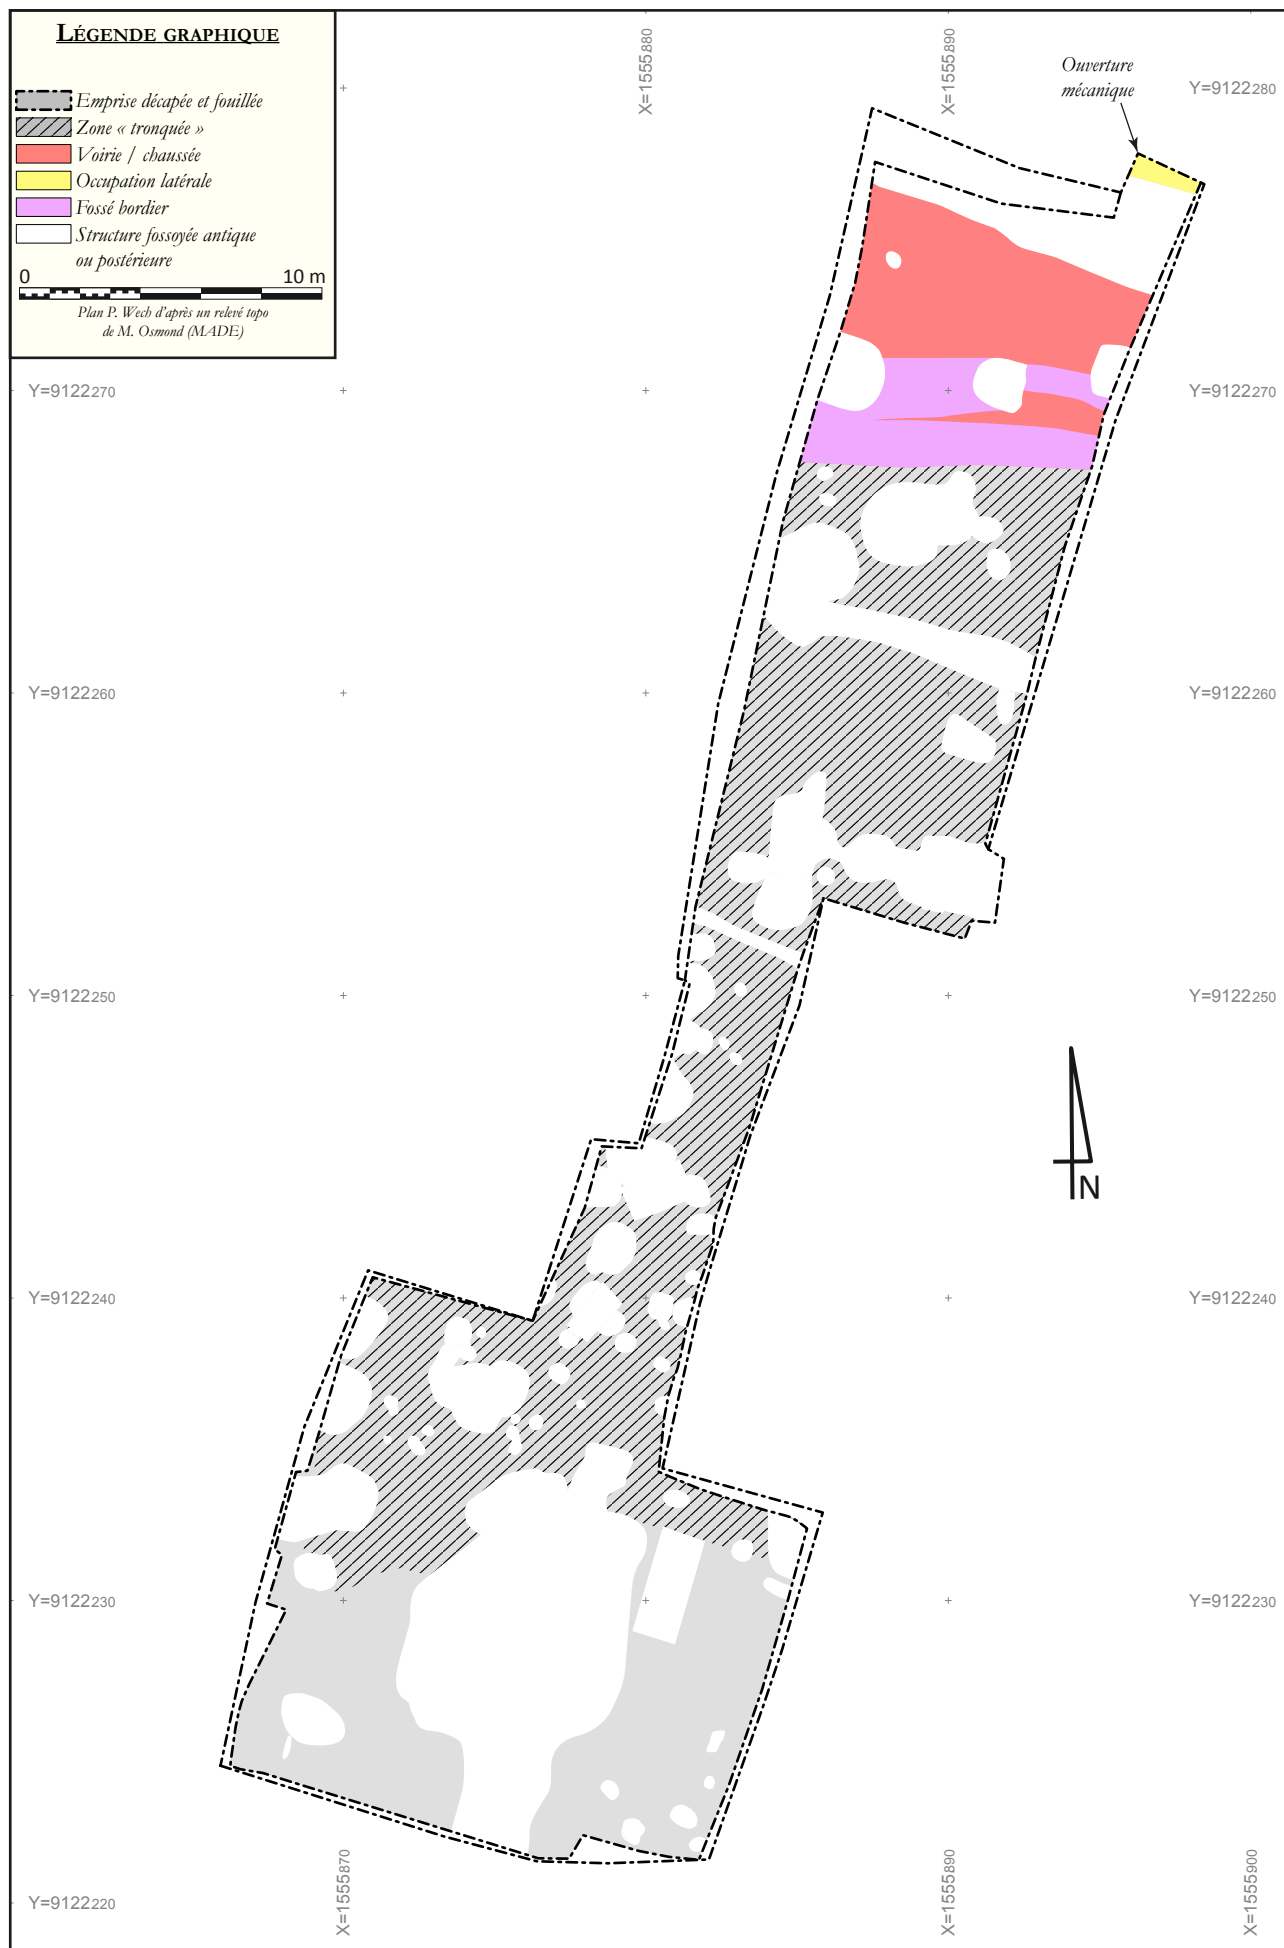 LÉGENDE GRAPHIQUE
Emprise décapée et fouillée
Zone « tronquée »
Voirie / chaussée
Occupation latérale
Fossé bordier
Structure fossoyée antique
ou postérieure
0 10 m
Plan P. Wech d'après un relevé topo
de M. Osmond (MADE)
X=1555880
X=1555890
Ouverture
mécanique
Y=9122280
Y=9122270
Y=9122270
Y=9122260
Y=9122260
Y=9122250
Y=9122250
N
Y=9122240
Y=9122240
Y=9122230
Y=9122230
Y=9122220
Y=9122220
X=1555870
X=1555890
X=1555900